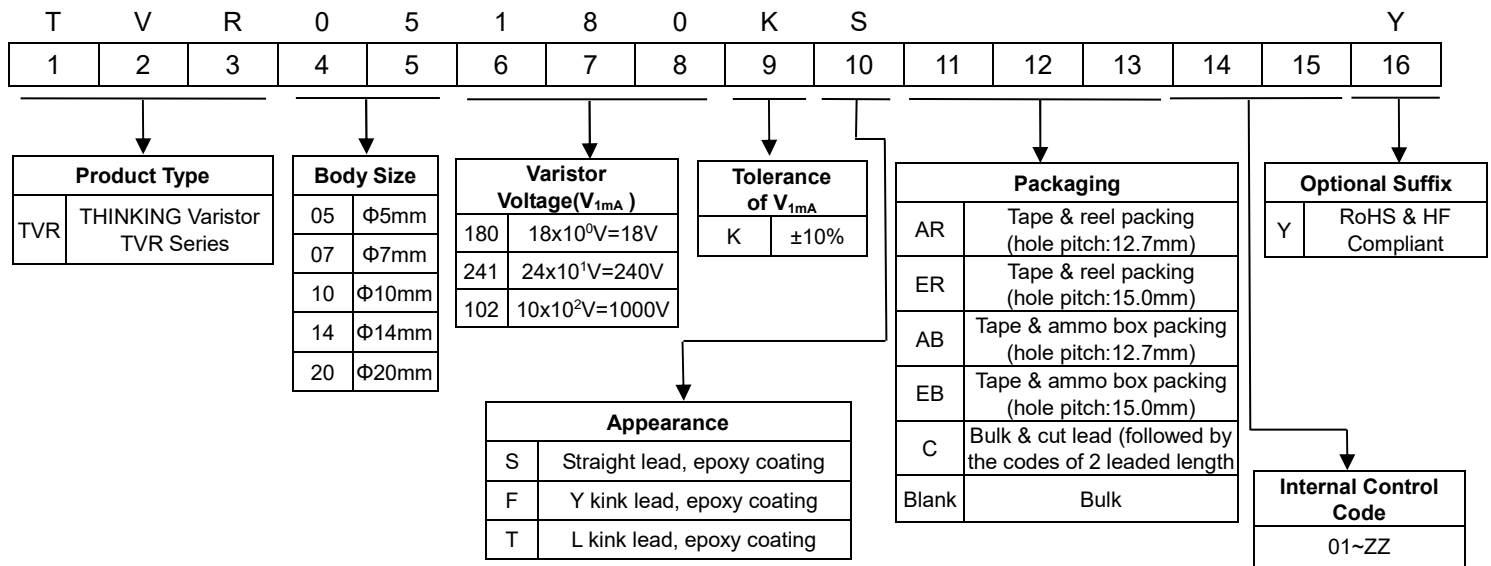 T V R 0 5 1 8 0 K S Y
1 2 3 4 5 6 7 8 9 10 11 12 13 14 15 16
Product Type
TVR THINKING Varistor
TVR Series
Body Size
05 Φ5mm
07 Φ7mm
10 Φ10mm
14 Φ14mm
20 Φ20mm
Varistor
Voltage(V1mA )
180 18x10⁰V=18V
241 24x10¹V=240V
102 10x10²V=1000V
Tolerance
of V1mA
K ±10%
Appearance
S Straight lead, epoxy coating
F Y kink lead, epoxy coating
T L kink lead, epoxy coating
Packaging
AR Tape & reel packing
(hole pitch:12.7mm)
ER Tape & reel packing
(hole pitch:15.0mm)
AB Tape & ammo box packing
(hole pitch:12.7mm)
EB Tape & ammo box packing
(hole pitch:15.0mm)
C Bulk & cut lead (followed by
the codes of 2 leaded length
Blank Bulk
Internal Control
Code
01~ZZ
Optional Suffix
Y RoHS & HF
Compliant